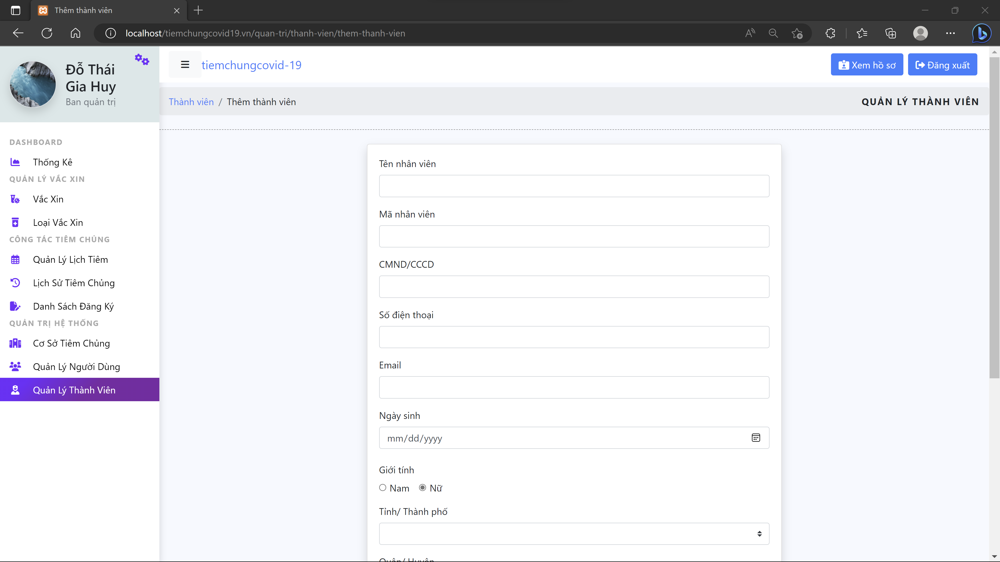 Thêm thành viên
localhost/tiemchungcovid19.vn/quan-tri/thanh-vien/them-thanh-vien
Đỗ Thái
Gia Huy
Ban quản trị
tiemchungcovid-19
Xem hồ sơ
Đăng xuất
Thành viên / Thêm thành viên
QUẢN LÝ THÀNH VIÊN
DASHBOARD
Thống Kê
QUẢN LÝ VẮC XIN
Vắc Xin
Loại Vắc Xin
CÔNG TÁC TIÊM CHỦNG
Quản Lý Lịch Tiêm
Lịch Sử Tiêm Chủng
Danh Sách Đăng Ký
QUẢN TRỊ HỆ THỐNG
Cơ Sở Tiêm Chủng
Quản Lý Người Dùng
Quản Lý Thành Viên
Tên nhân viên
Mã nhân viên
CMND/CCCD
Số điện thoại
Email
Ngày sinh
mm/dd/yyyy
Giới tính
Nam
Nữ
Tỉnh/ Thành phố
Quận/ Huyện